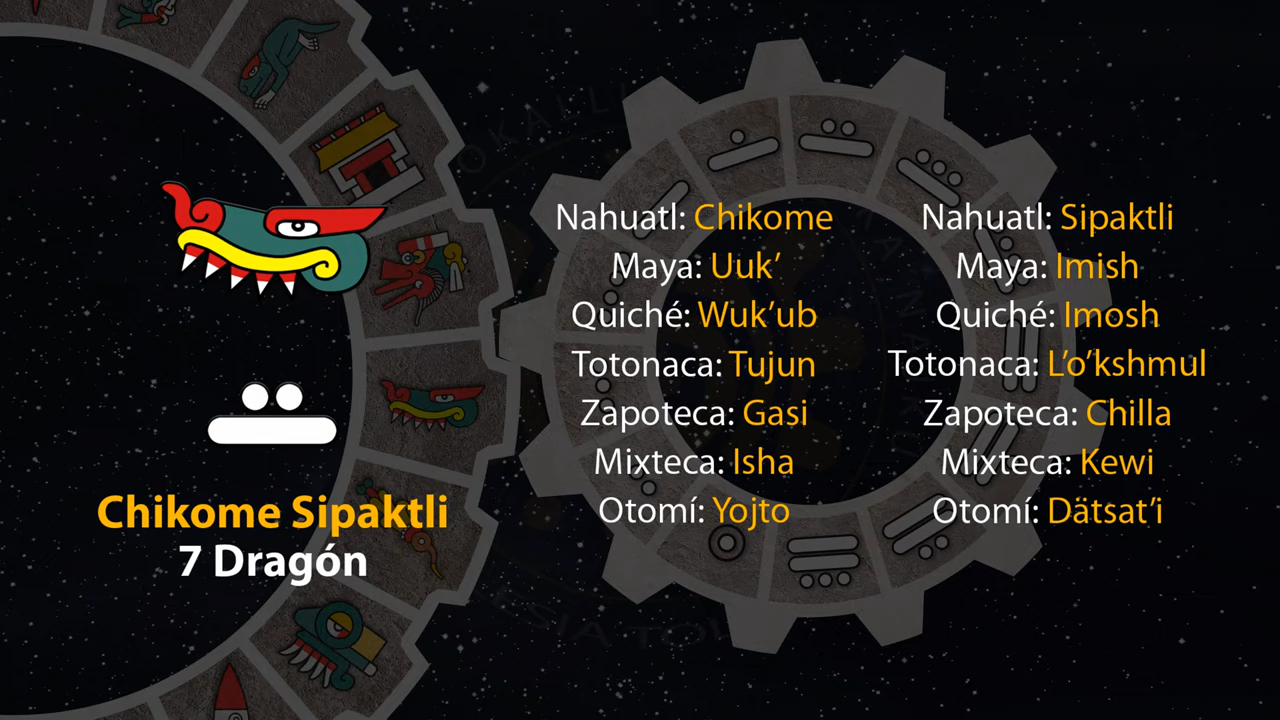 Chikome Sipaktli
7 Dragón
Nahuatl: Chikome
Maya: Uuk’
Quiché: Wuk’ub
Totonaca: Tujun
Zapoteca: Gasi
Mixteca: Isha
Otomí: Yojto
Nahuatl: Sipaktli
Maya: Imish
Quiché: Imosh
Totonaca: L’o’kshmul
Zapoteca: Chilla
Mixteca: Kewi
Otomí: Dätsat’i